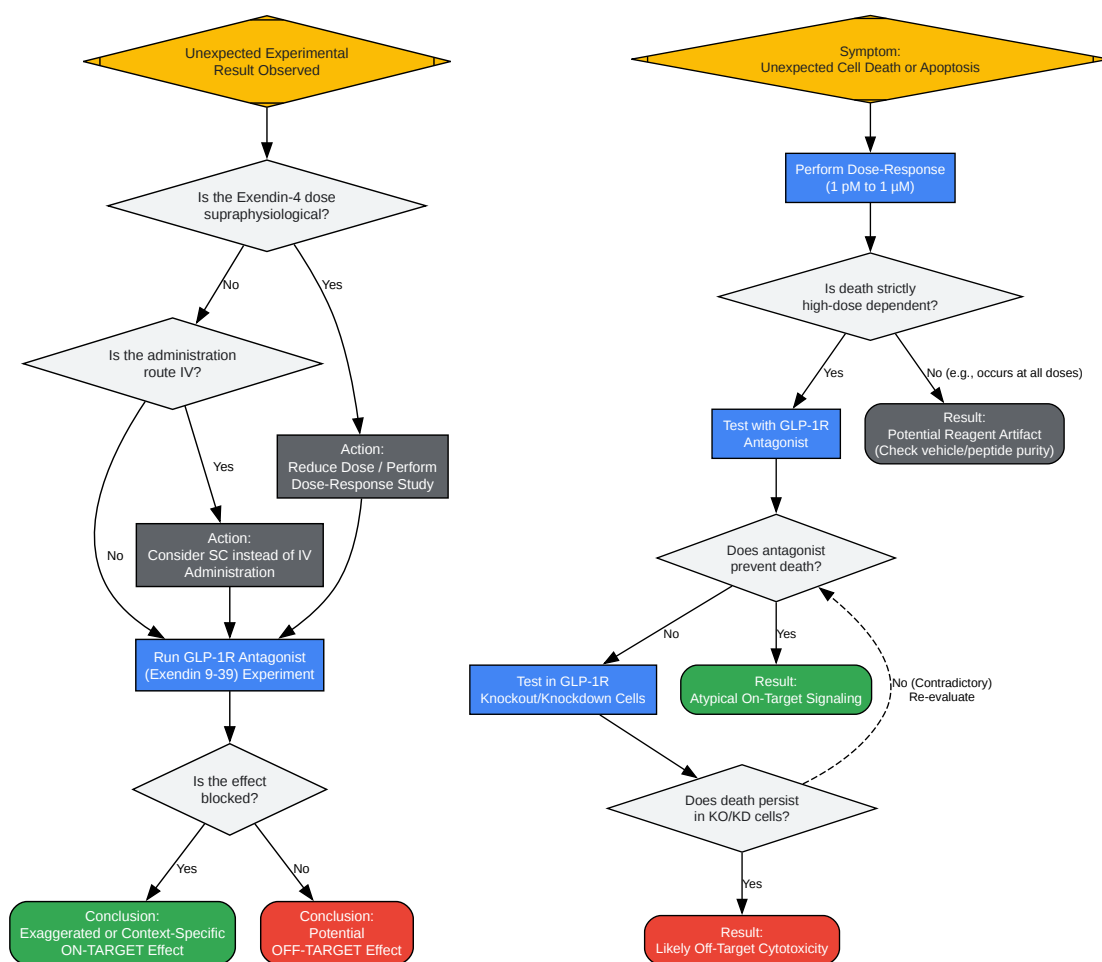 Unexpected Experimental
Result Observed
Is the Exendin-4 dose
supraphysiological?
No
Yes
Is the administration
route IV?
Action:
Reduce Dose / Perform
Dose-Response Study
Yes
No
Action:
Consider SC instead of IV
Administration
Run GLP-1R Antagonist
(Exendin 9-39) Experiment
Is the effect
blocked?
Yes
No
Conclusion:
Exaggerated or Context-Specific
ON-TARGET Effect
Conclusion:
Potential
OFF-TARGET Effect
Symptom:
Unexpected Cell Death or Apoptosis
Perform Dose-Response
(1 pM to 1 µM)
Is death strictly
high-dose dependent?
Yes
No (e.g., occurs at all doses)
Test with GLP-1R
Antagonist
Result:
Potential Reagent Artifact
(Check vehicle/peptide purity)
Does antagonist
prevent death?
No
Yes
Test in GLP-1R
Knockout/Knockdown Cells
Result:
Atypical On-Target Signaling
No (Contradictory)
Re-evaluate
Does death persist
in KO/KD cells?
Yes
Result:
Likely Off-Target Cytotoxicity